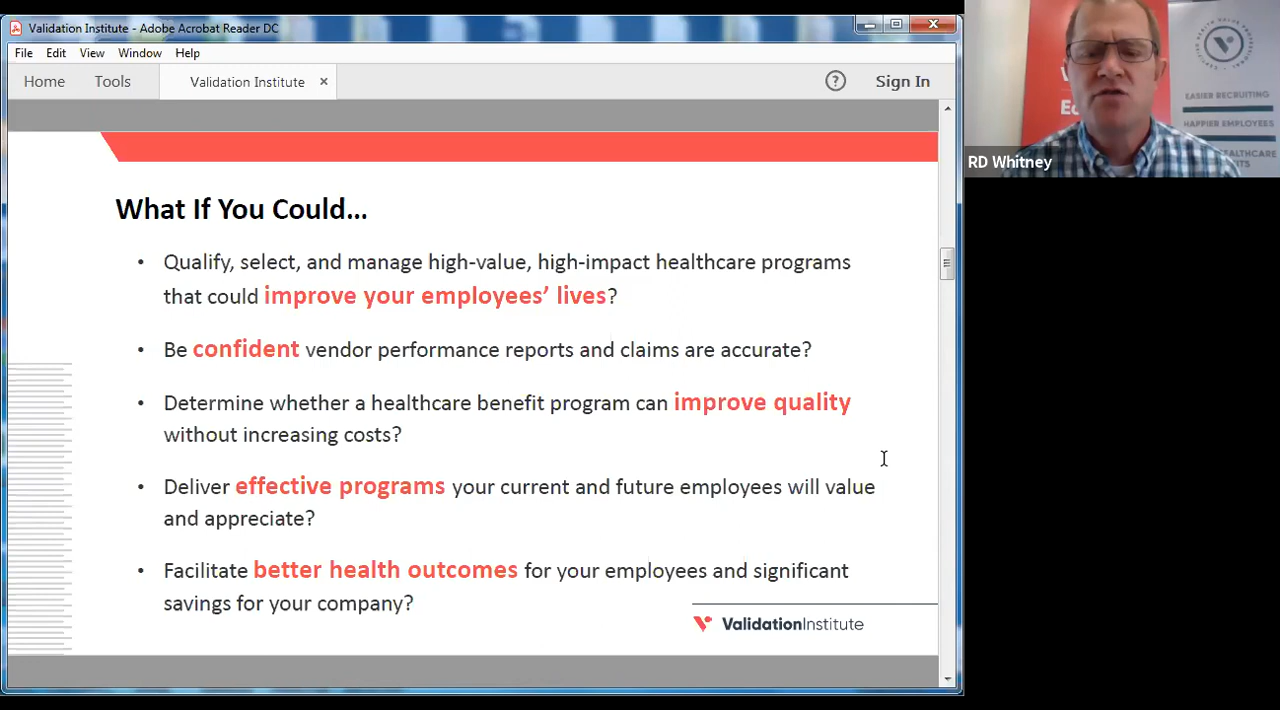 Validation Institute - Adobe Acrobat Reader DC
File Edit View Window Help
Home Tools Validation Institute × ? Sign In
What If You Could...
• Qualify, select, and manage high-value, high-impact healthcare programs
that could improve your employees’ lives?
• Be confident vendor performance reports and claims are accurate?
• Determine whether a healthcare benefit program can improve quality
without increasing costs?
• Deliver effective programs your current and future employees will value
and appreciate?
• Facilitate better health outcomes for your employees and significant
savings for your company?
ValidationInstitute
EASIER RECRUITING
HAPPIER EMPLOYEES
RD Whitney